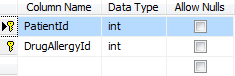 Column Name Data Type Allow Nulls
PatientId int
DrugAllergyId int